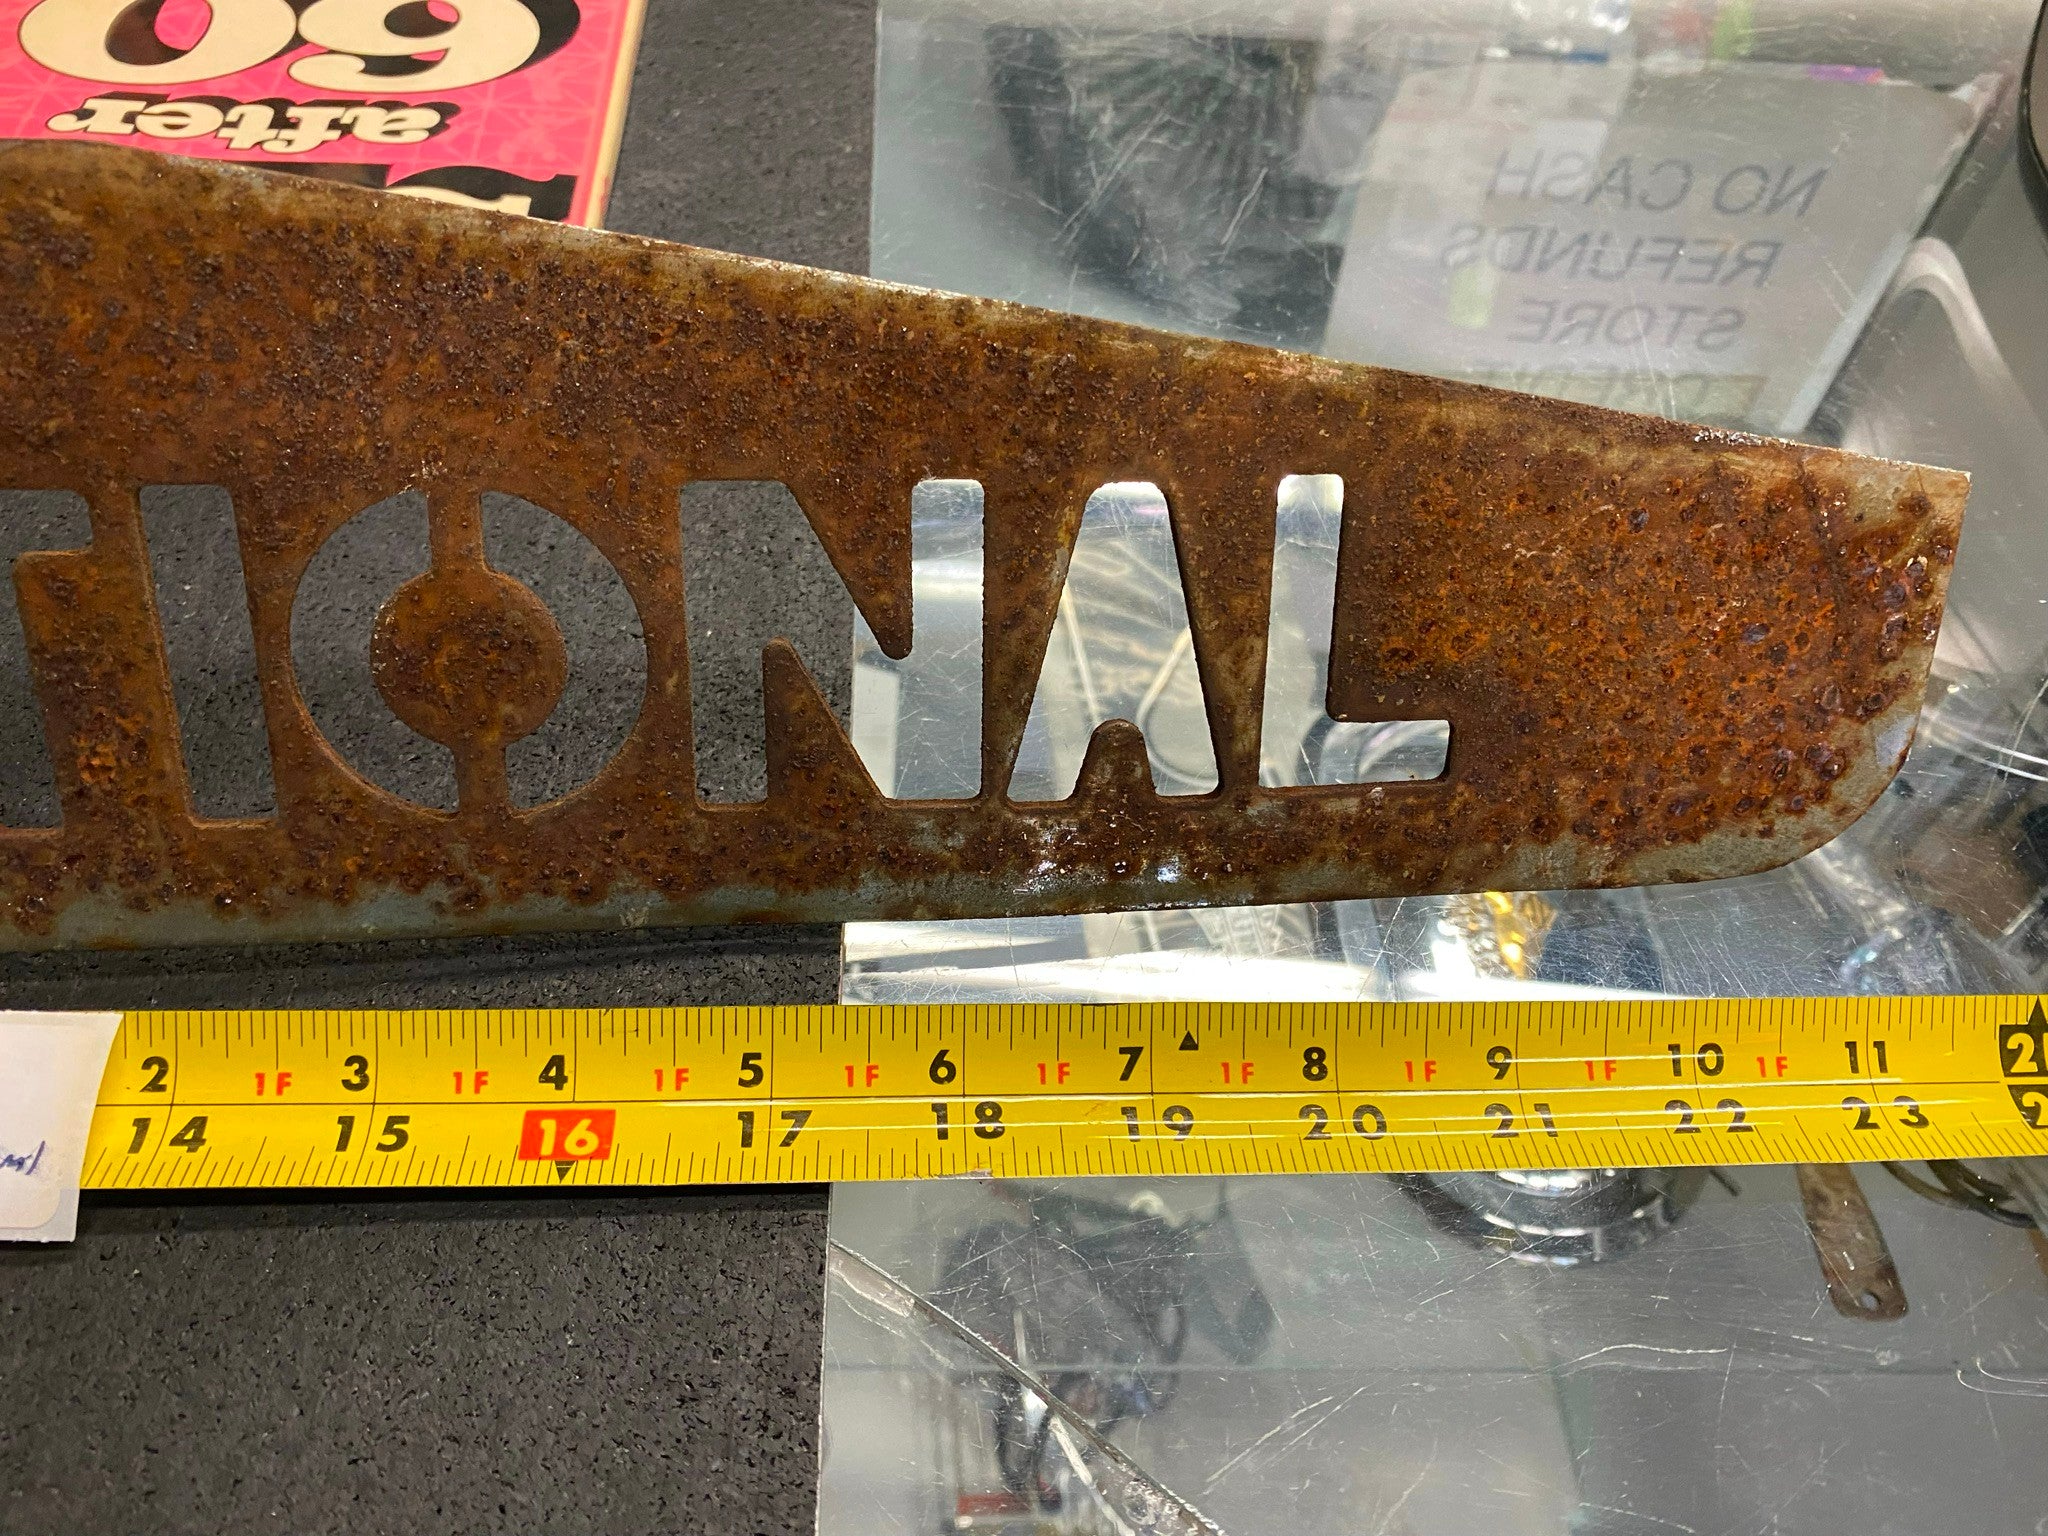 60
after
NO CASH
REFUNDS
STORE
TIONAL
2 1F 3 1F 4 1F 5 1F 6 1F 7 1F 8 1F 9 1F 10 1F 11
14 15 16 17 18 19 20 21 22 23